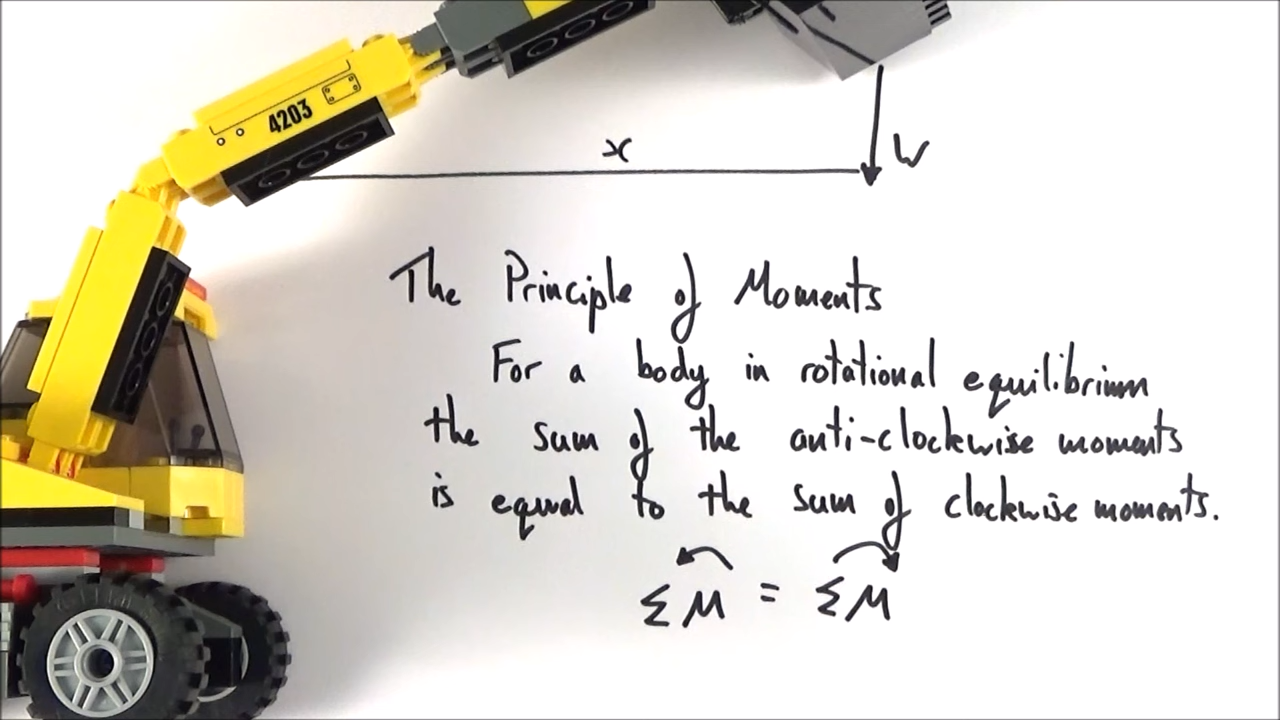 4203
x
W
The Principle of Moments
For a body in rotational equilibrium
the sum of the anti-clockwise moments
is equal to the sum of clockwise moments.
ΣM = ΣM